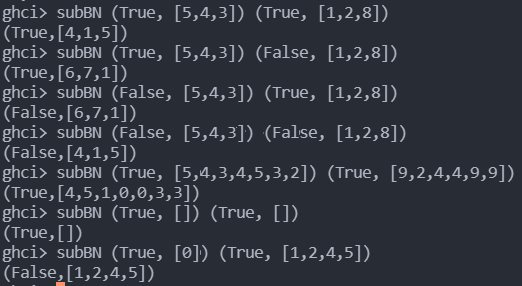 ghci> subBN (True, [5,4,3]) (True, [1,2,8])
(True,[4,1,5])
ghci> subBN (True, [5,4,3]) (False, [1,2,8])
(True,[6,7,1])
ghci> subBN (False, [5,4,3]) (True, [1,2,8])
(False,[6,7,1])
ghci> subBN (False, [5,4,3]) (False, [1,2,8])
(False,[4,1,5])
ghci> subBN (True, [5,4,3,4,5,3,2]) (True, [9,2,4,4,9,9])
(True,[4,5,1,0,0,3,3])
ghci> subBN (True, []) (True, [])
(True,[])
ghci> subBN (True, [0]) (True, [1,2,4,5])
(False,[1,2,4,5])